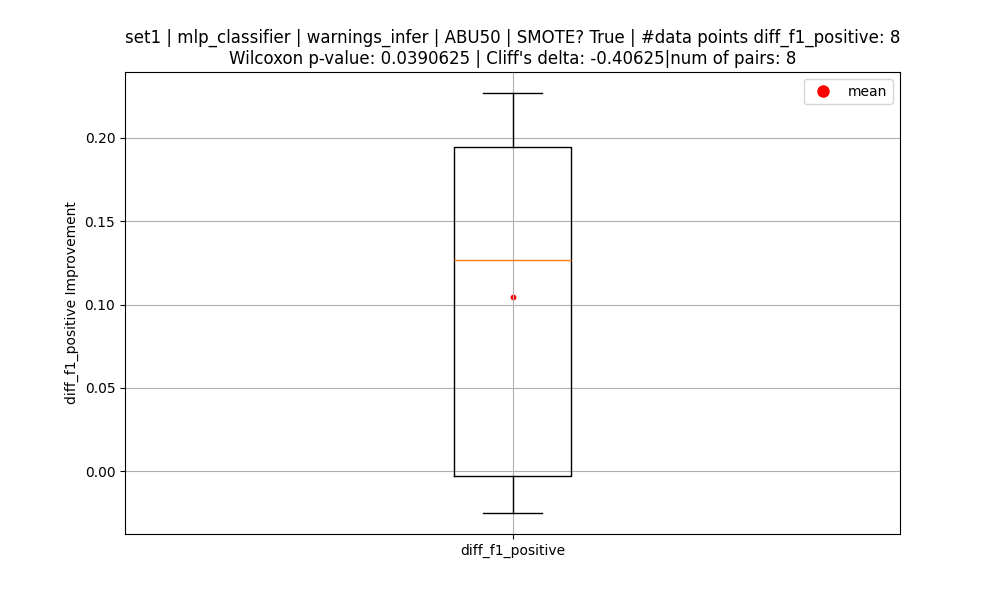 set1 | mlp_classifier | warnings_infer | ABU50 | SMOTE? True | #data points diff_f1_positive: 8
Wilcoxon p-value: 0.0390625 | Cliff's delta: -0.40625|num of pairs: 8
mean
0.20
0.15
0.10
0.05
0.00
diff_f1_positive Improvement
diff_f1_positive